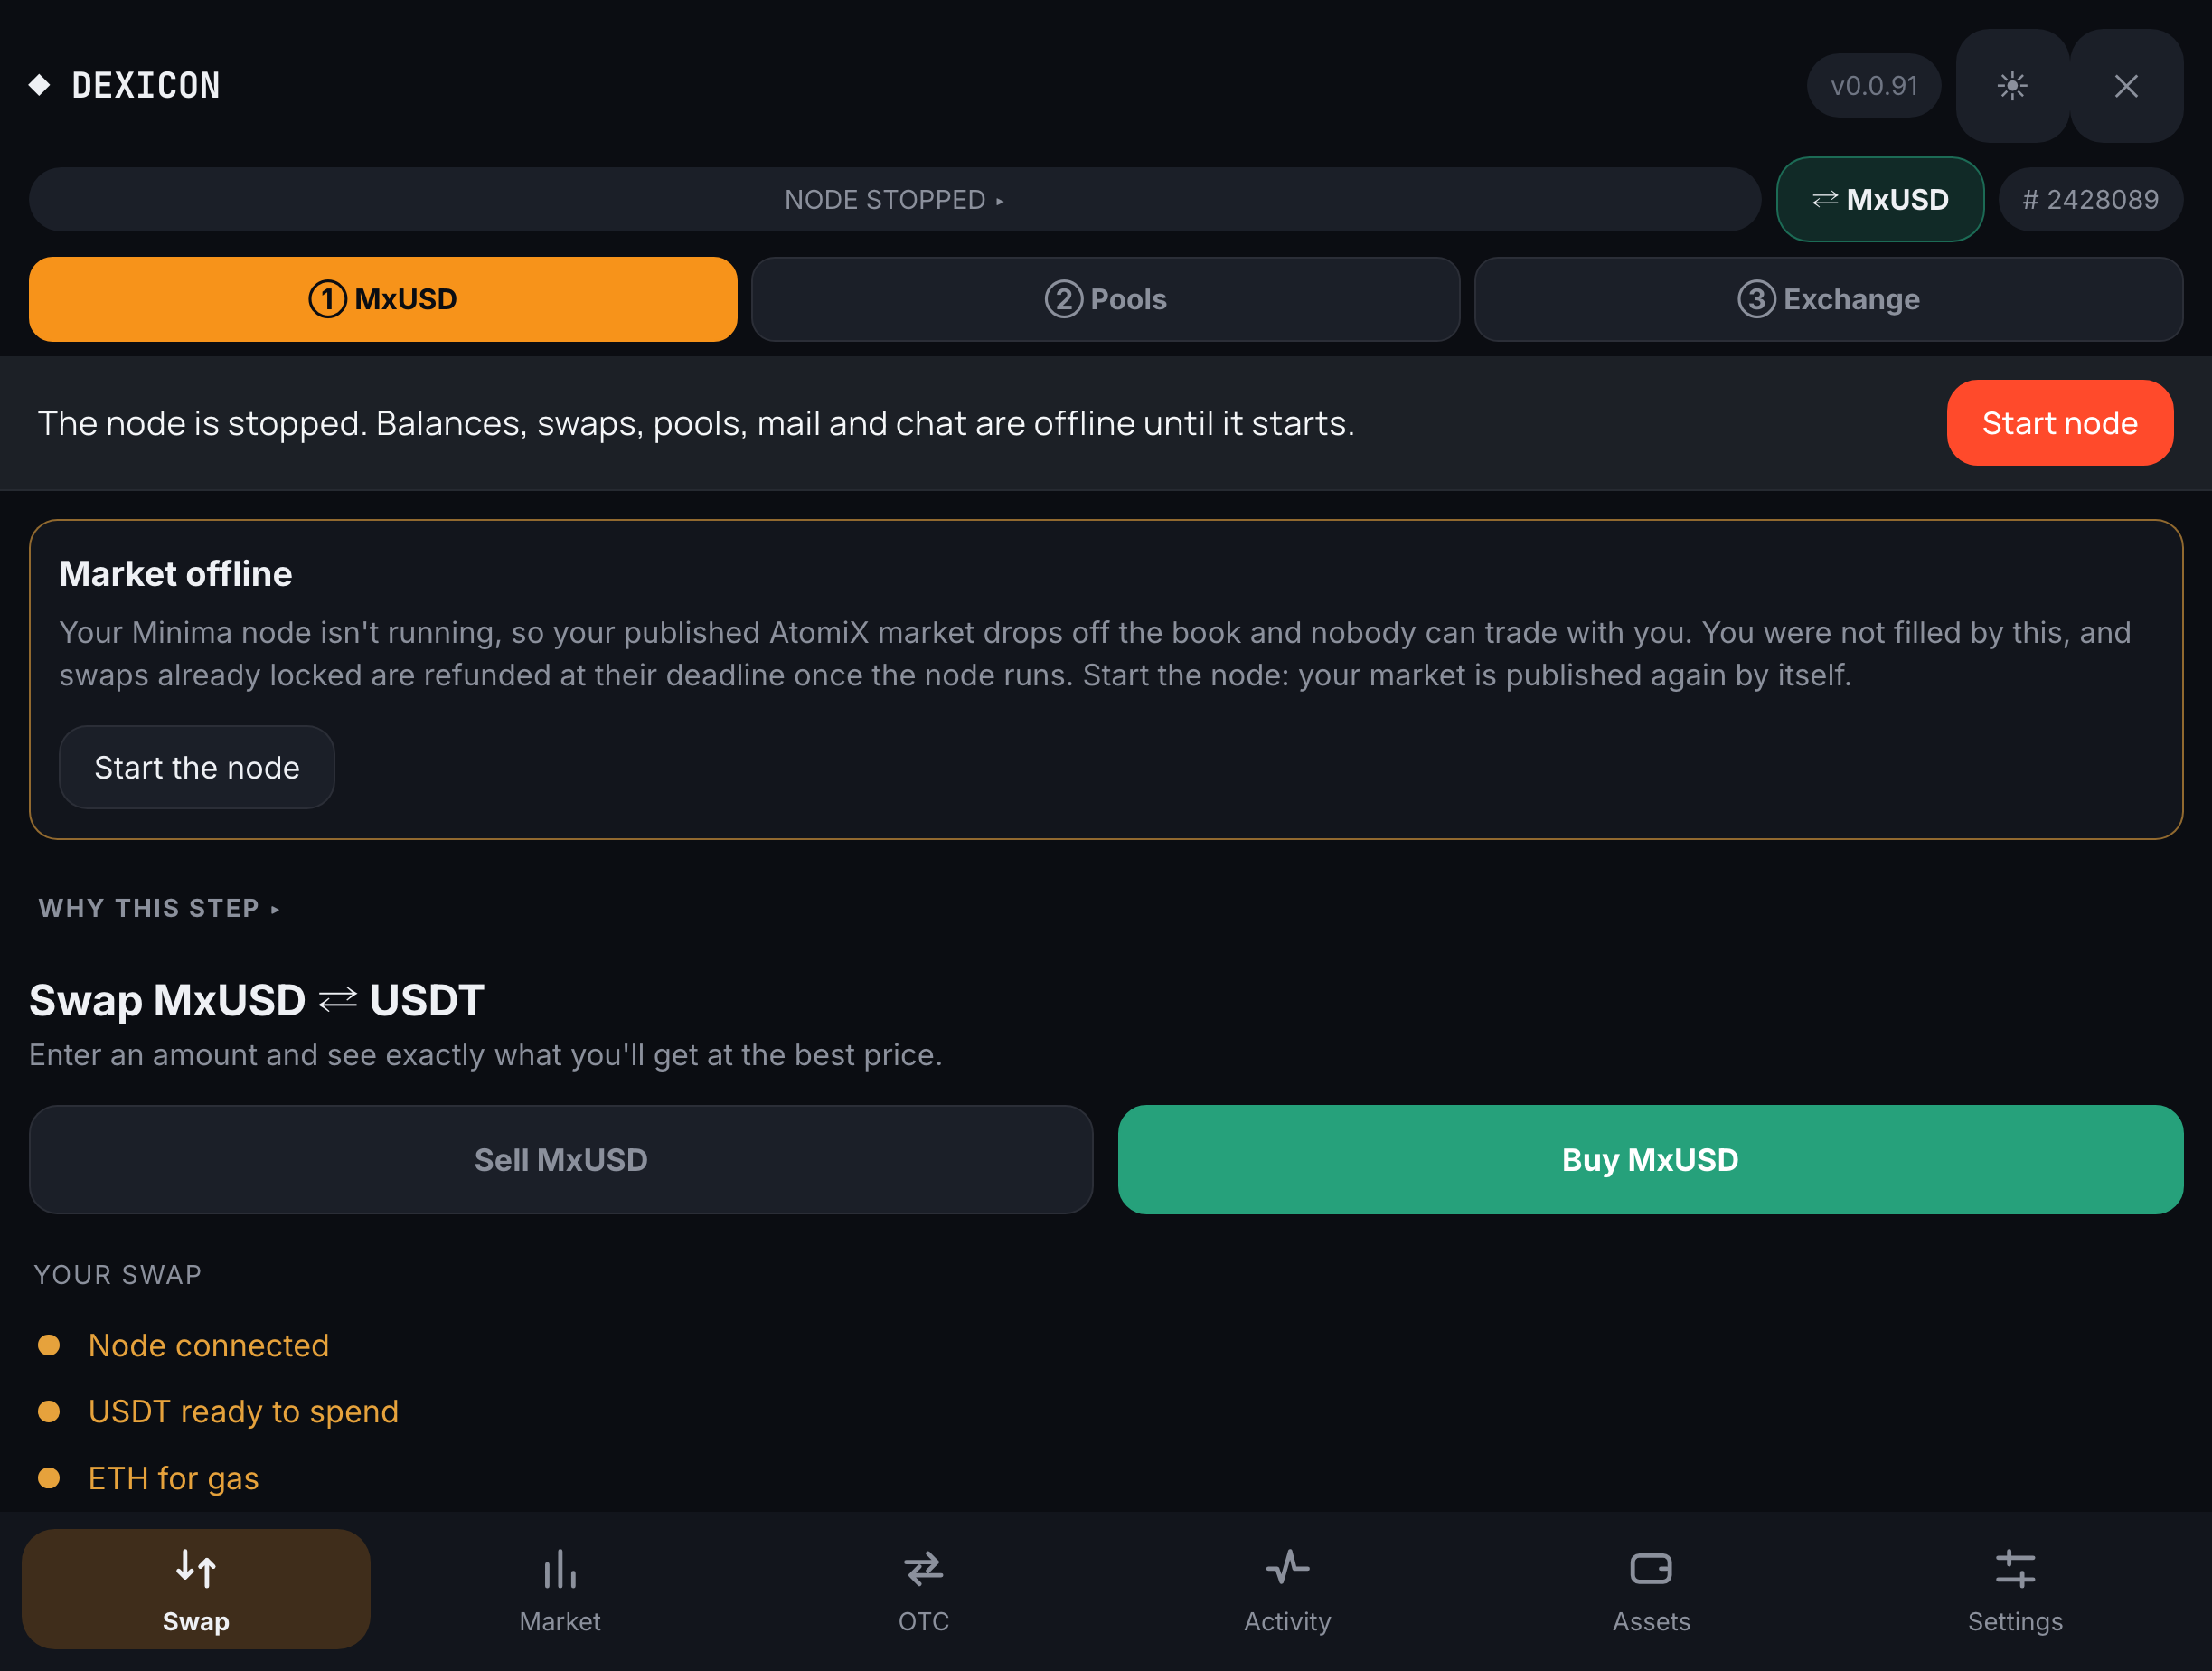 ◆ DEXICON
v0.0.91
NODE STOPPED ▸
⇄ MxUSD
# 2428089
① MxUSD
② Pools
③ Exchange
The node is stopped. Balances, swaps, pools, mail and chat are offline until it starts.
Start node
Market offline
Your Minima node isn't running, so your published AtomiX market drops off the book and nobody can trade with you. You were not filled by this, and
swaps already locked are refunded at their deadline once the node runs. Start the node: your market is published again by itself.
Start the node
WHY THIS STEP ▸
Swap MxUSD ⇄ USDT
Enter an amount and see exactly what you'll get at the best price.
Sell MxUSD
Buy MxUSD
YOUR SWAP
Node connected
USDT ready to spend
ETH for gas
Swap
Market
OTC
Activity
Assets
Settings